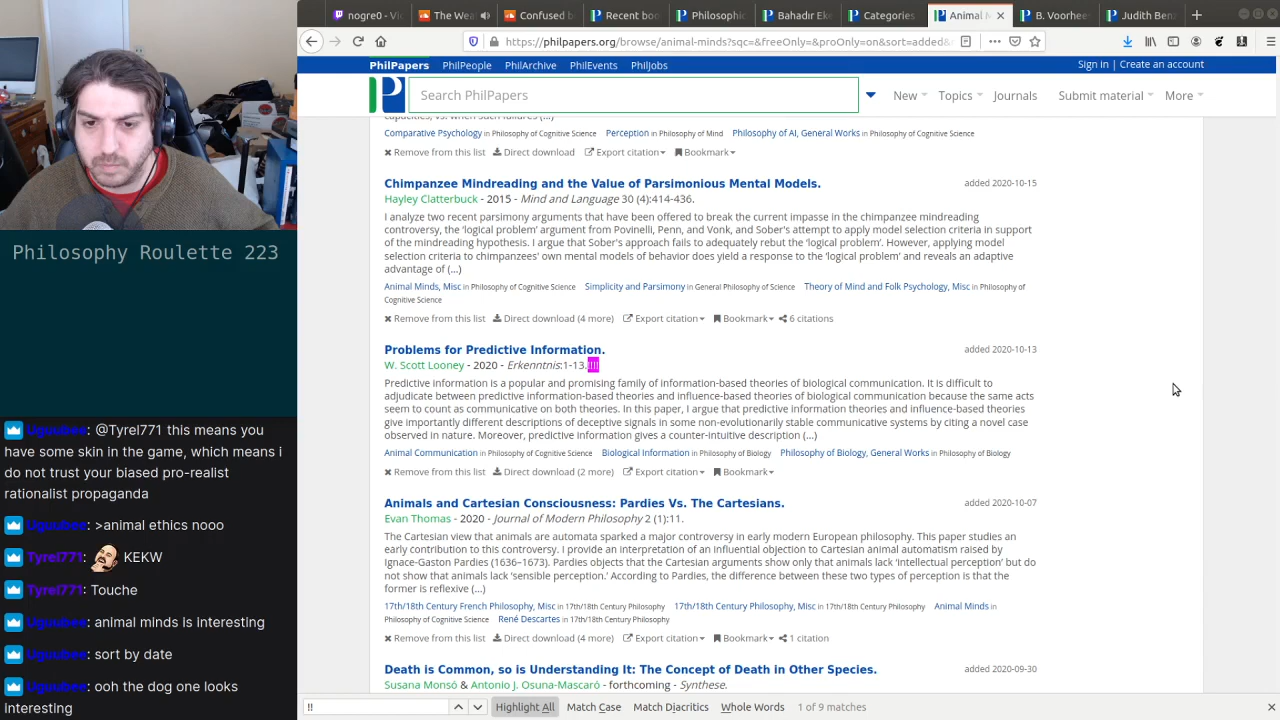 nogre0 - Vi
The Wea
Confused b
Recent boo
Philosophic
Bahadır Eke
Categories
Animal M
B. Voorhee
Judith Ben
https://philpapers.org/browse/animal-minds?sqc=&freeOnly=&proOnly=on&sort=added&
PhilPapers PhilPeople PhilArchive PhilEvents PhilJobs
Sign in | Create an account
Search PhilPapers
New Topics Journals Submit material More
capacities, vs. when such failures (...)
Comparative Psychology in Philosophy of Cognitive Science Perception in Philosophy of Mind Philosophy of AI, General Works in Philosophy of Cognitive Science
Remove from this list Direct download Export citation Bookmark
Chimpanzee Mindreading and the Value of Parsimonious Mental Models.
added 2020-10-15
Hayley Clatterbuck - 2015 - Mind and Language 30 (4):414-436.
I analyze two recent parsimony arguments that have been offered to break the current impasse in the chimpanzee mindreading
controversy, the 'logical problem' argument from Povinelli, Penn, and Vonk, and Sober's attempt to apply model selection criteria in support
of the mindreading hypothesis. I argue that Sober's approach fails to adequately rebut the 'logical problem'. However, applying model
selection criteria to chimpanzees' own mental models of behavior does yield a response to the 'logical problem' and reveals an adaptive
advantage of (...)
Animal Minds, Misc in Philosophy of Cognitive Science Simplicity and Parsimony in General Philosophy of Science Theory of Mind and Folk Psychology, Misc in Philosophy of
Cognitive Science
Remove from this list Direct download (4 more) Export citation Bookmark 6 citations
Problems for Predictive Information.
added 2020-10-13
W. Scott Looney - 2020 - Erkenntnis:1-13.
Predictive information is a popular and promising family of information-based theories of biological communication. It is difficult to
adjudicate between predictive information-based theories and influence-based theories of biological communication because the same acts
seem to count as communicative on both theories. In this paper, I argue that predictive information theories and influence-based theories
give importantly different descriptions of deceptive signals in some non-evolutionarily stable communicative systems by citing a novel case
observed in nature. Moreover, predictive information gives a counter-intuitive description (...)
Animal Communication in Philosophy of Cognitive Science Biological Information in Philosophy of Biology Philosophy of Biology, General Works in Philosophy of Biology
Remove from this list Direct download (2 more) Export citation Bookmark
Animals and Cartesian Consciousness: Pardies Vs. The Cartesians.
added 2020-10-07
Evan Thomas - 2020 - Journal of Modern Philosophy 2 (1):11.
The Cartesian view that animals are automata sparked a major controversy in early modern European philosophy. This paper studies an
early contribution to this controversy. I provide an interpretation of an influential objection to Cartesian animal automatism raised by
Ignace-Gaston Pardies (1636–1673). Pardies objects that the Cartesian arguments show only that animals lack 'intellectual perception' but do
not show that animals lack 'sensible perception.' According to Pardies, the difference between these two types of perception is that the
former is reflexive (...)
17th/18th Century French Philosophy, Misc in 17th/18th Century Philosophy 17th/18th Century Philosophy, Misc in 17th/18th Century Philosophy Animal Minds in
Philosophy of Cognitive Science René Descartes in 17th/18th Century Philosophy
Remove from this list Direct download (4 more) Export citation Bookmark 1 citation
Death is Common, so is Understanding It: The Concept of Death in Other Species.
added 2020-09-30
Susana Monsó & Antonio J. Osuna-Mascaró - forthcoming - Synthese.
!! Highlight All Match Case Match Diacritics Whole Words 1 of 9 matches
Philosophy Roulette 223
Uguubee: @Tyrel771 this means you
have some skin in the game, which means i
do not trust your biased pro-realist
rationalist propaganda
Uguubee: >animal ethics nooo
Tyrel771: KEKW
Tyrel771: Touche
Uguubee: animal minds is interesting
Uguubee: sort by date
Uguubee: ooh the dog one looks
interesting